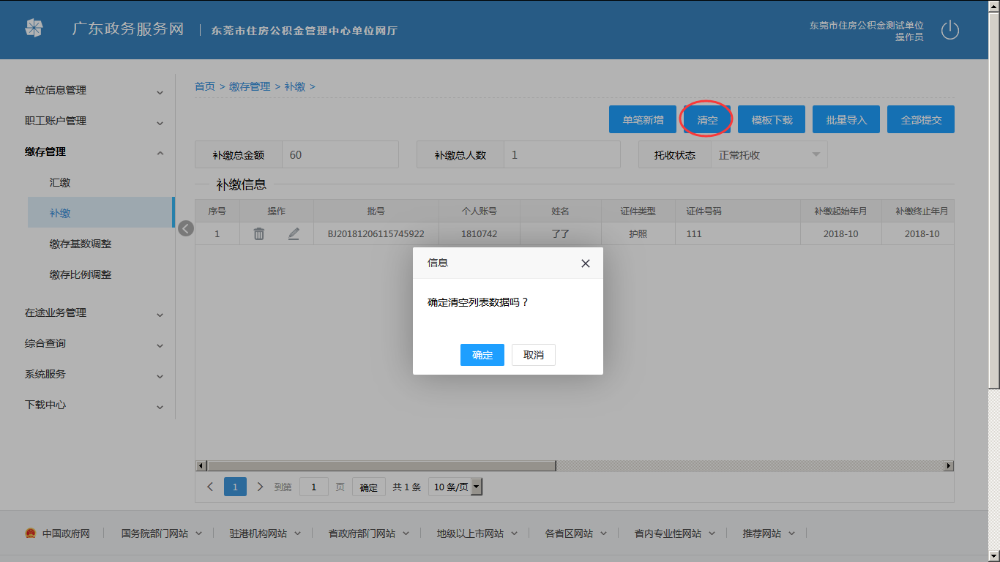 广东政务服务网 | 东莞市住房公积金管理中心单位网厅
东莞市住房公积金测试单位
操作员
单位信息管理
职工账户管理
缴存管理
汇缴
补缴
缴存基数调整
缴存比例调整
在途业务管理
综合查询
系统服务
下载中心
首页 > 缴存管理 > 补缴 >
单笔新增 清空 模板下载 批量导入 全部提交
补缴总金额 60 补缴总人数 1 托收状态 正常托收
补缴信息
序号 操作 批号 个人账号 姓名 证件类型 证件号码 补缴起始年月 补缴终止年月
1 BJ20181206115745922 1810742 了了 护照 111 2018-10 2018-10
信息
确定清空列表数据吗？
确定 取消
1 到第 1 页 确定 共 1 条 10 条/页
中国政府网 国务院部门网站 驻港机构网站 省政府部门网站 地级以上市网站 各省区网站 省内专业性网站 推荐网站